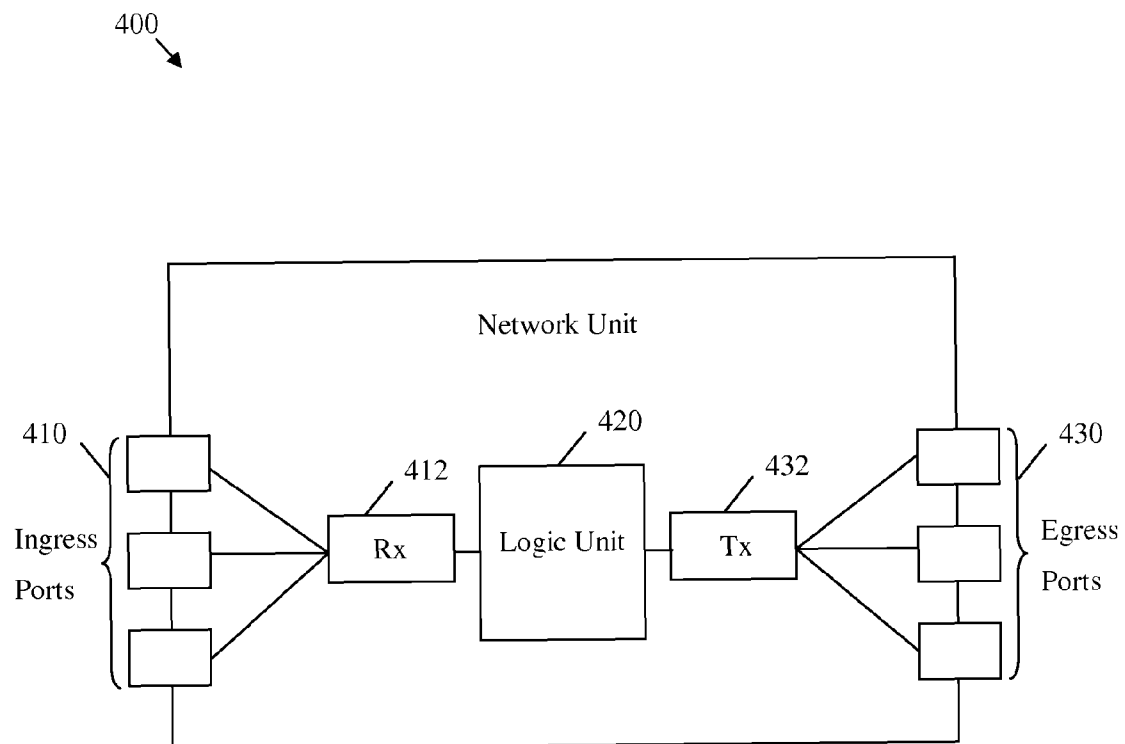 400
Network Unit
410
412
420
432
430
Ingress
Ports
Rx
Logic Unit
Tx
Egress
Ports